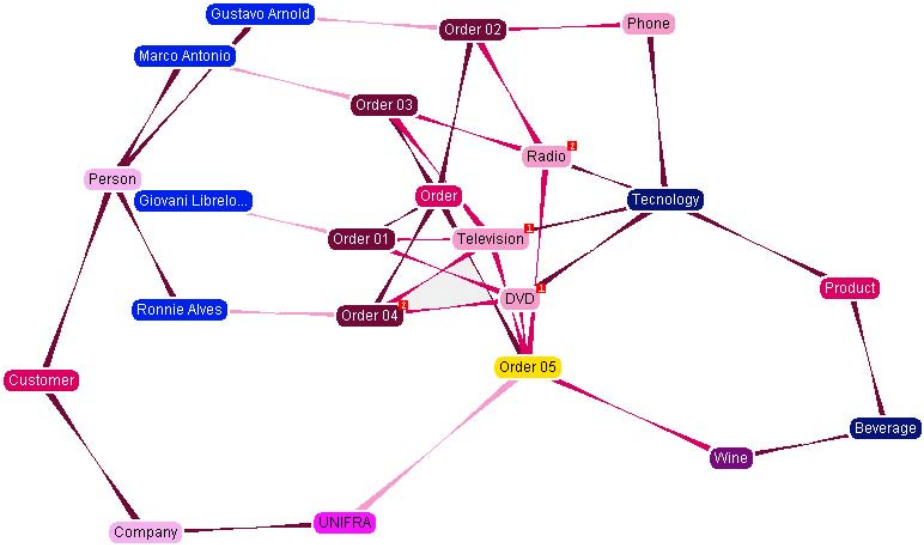 Gustavo Arnold
Order 02
Phone
Marco Antonio
Order 03
Radio
2
Person
Giovani Librelo...
Order
Tecnology
Order 01
Television
1
Ronnie Alves
Order 04
2
DVD
1
Product
Order 05
Customer
Beverage
Wine
Company
UNIFRA